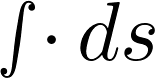 ∫ · ds